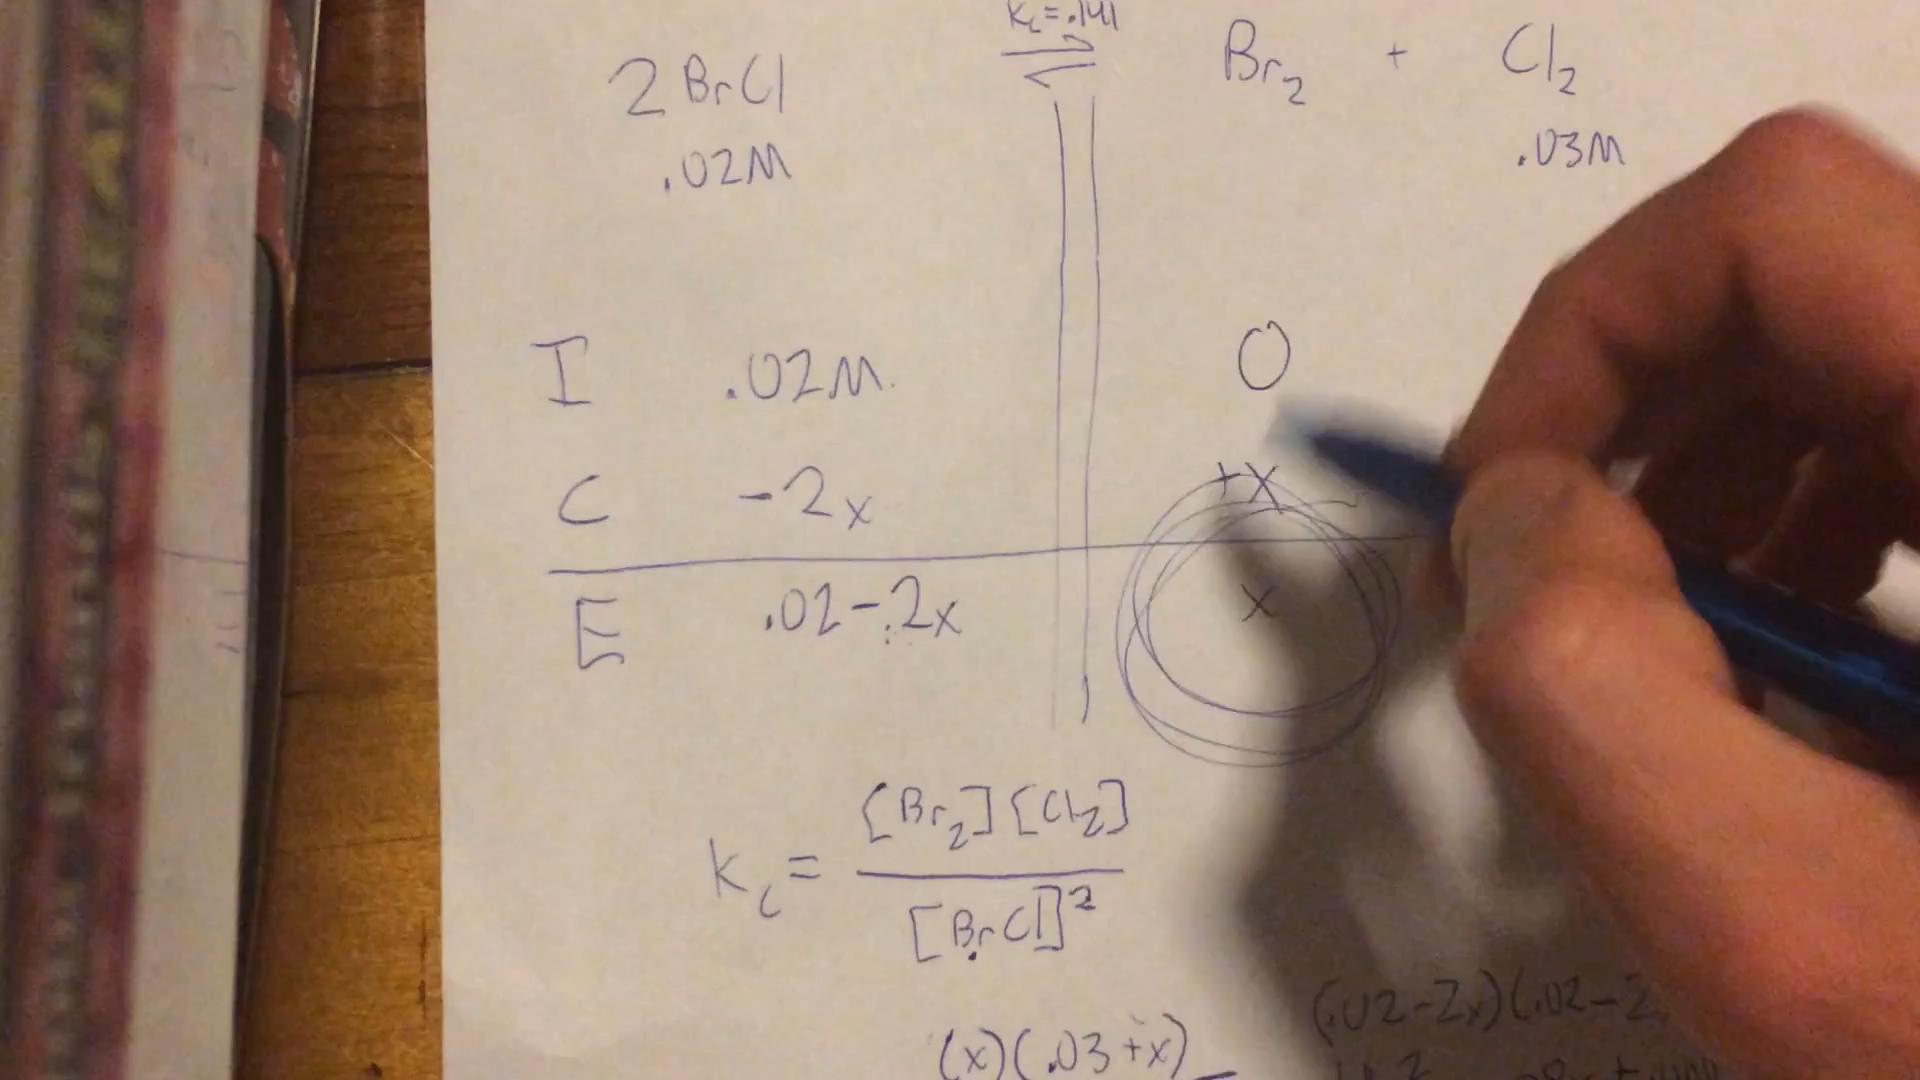 Kc=.141
2BrCl ⇌ Br2 + Cl2
.02M .03M
I .02M 0
C -2x +x
E .02-.2x x
Kc = [Br2][Cl2]
[BrCl]²
(.02-2x)(.02-2
(x)(.03+x)